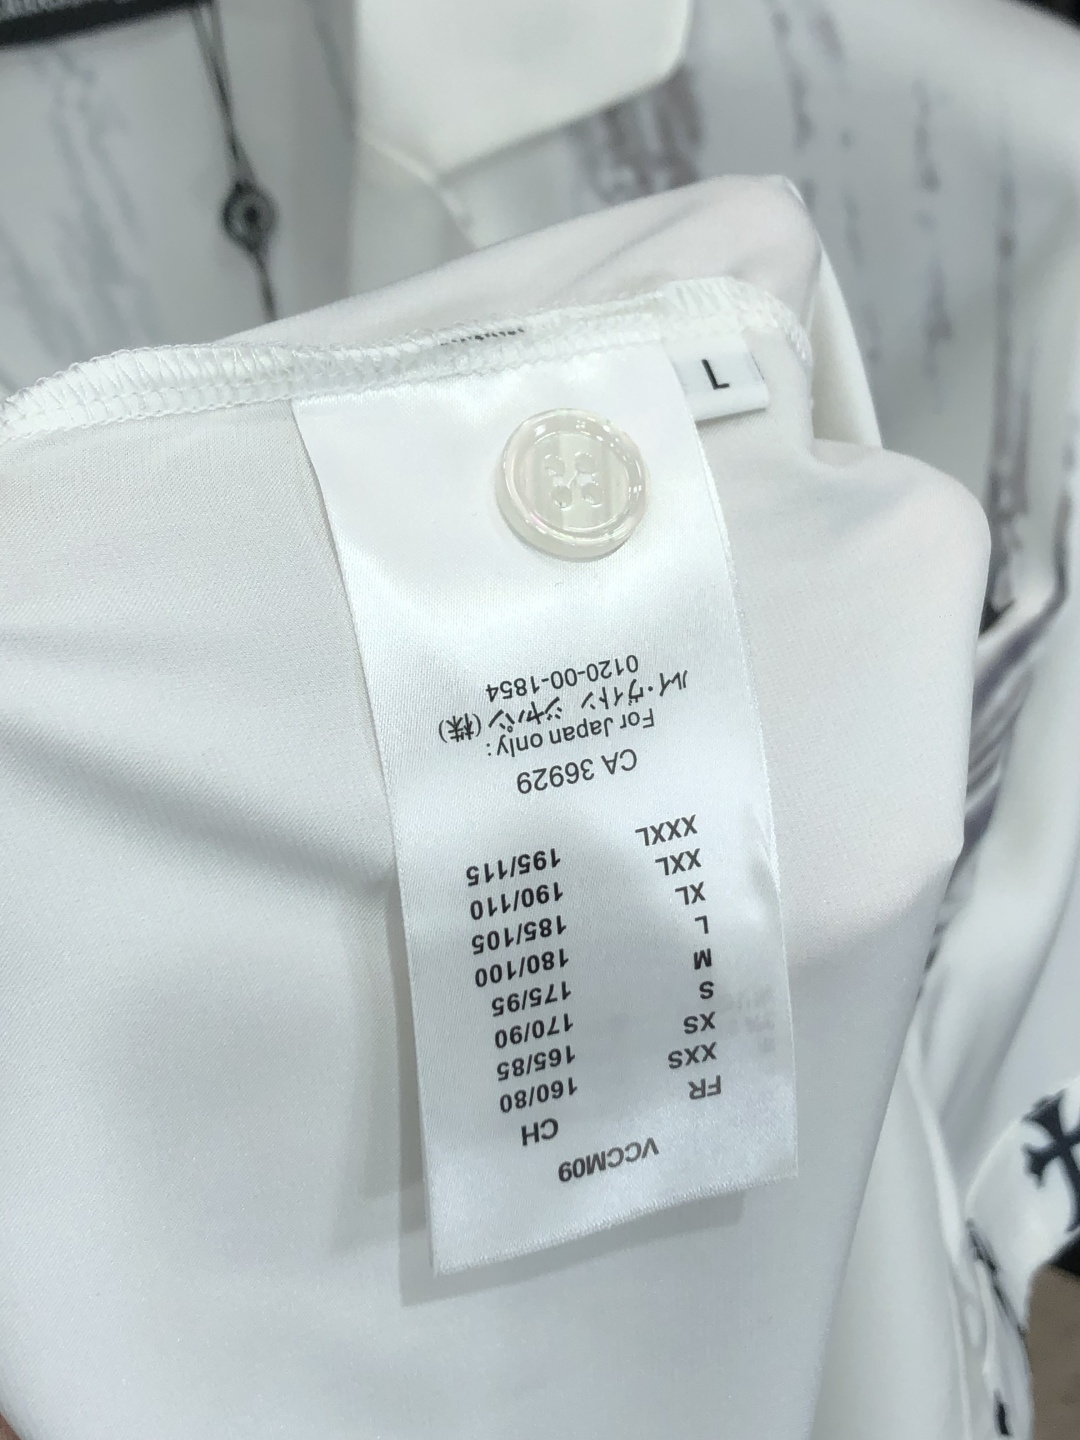 VCCM09
FR CH
XXS 160/80
XS 165/85
S 170/90
M 175/95
L 180/100
XL 185/105
XXL 190/110
XXXL 195/115
CA 36929
For Japan only:
ルイ・ヴィトン ジャパン (株)
0120-00-1854
L